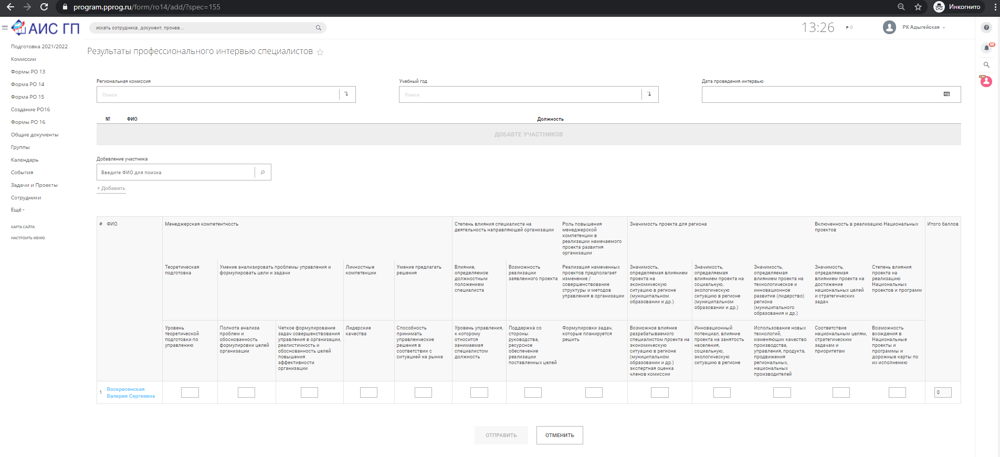 program.pprog.ru/form/ro14/add/?spec=155
Инкогнито
АИС ГП
искать сотрудника, документ, прочее...
13:26
0
РК Адыгейская
Подготовка 2021/2022
Комиссии
Формы РО 13
Форма РО 14
Форма РО 15
Создание РО16
Формы РО 16
Общие документы
Группы
Календарь
События
Задачи и Проекты
Сотрудники
Ещё
КАРТА САЙТА
НАСТРОИТЬ МЕНЮ
Результаты профессионального интервью специалистов
Региональная комиссия
Поиск
Учебный год
Поиск
Дата проведения интервью
№ ФИО Должность
ДОБАВТЕ УЧАСТНИКОВ
Добавление участника
Введите ФИО для поиска
+ Добавить
# ФИО
Менеджерская компетентность
Степень влияния специалиста на
деятельность направляющей организации
Роль повышения
менеджерской
компетенции в
реализации намечаемого
проекта развития
организации
Значимость проекта для региона
Включенность в реализацию Национальных
проектов
Итого баллов
Теоретическая
подготовка
Умение анализировать проблемы управления и
формулировать цели и задачи
Личностные
компетенции
Умение предлагать
решения
Влияние,
определяемое
должностным
положением
специалиста
Возможность
реализации
заявленного проекта
Реализация намеченных
проектов предполагает
изменение /
совершенствование
структуры и методов
управления в организации
Значимость,
определяемая влиянием
проекта на
экономическую
ситуацию в регионе
(муниципальном
образовании и др.)
Значимость,
определяемая
влиянием проекта на
социальную,
экологическую
ситуацию в регионе
(муниципальном
образовании и др.)
Значимость,
определяемая
влиянием проекта на
технологическое и
инновационное
развитие (лидерство)
региона
(муниципального
образования и др.)
Значимость,
определяемая
влиянием проекта на
достижение
национальных целей
и стратегических
задач
Степень влияния
проекта на
реализацию
Национальных
проектов и программ
Уровень
теоретической
подготовки по
управлению
Полнота анализа
проблем и
обоснованность
формулировки целей
организации
Четкое формулирование
задач совершенствования
управления в организации,
реалистичность и
обоснованность целей
повышения
эффективности
организации
Лидерские
качества
Способность
принимать
управленческие
решения в
соответствии с
ситуацией на рынке
Уровень управления,
к которому
относится
занимаемая
специалистом
должность
Поддержка со
стороны
руководства,
ресурсное
обеспечение
реализации
поставленных целей
Формулировки задач,
которые планируется
решить
Возможное влияние
разрабатываемого
специалистом проекта на
экономическую
ситуацию в регионе
(муниципальном
образовании и др.)
экспертная оценка
членов комиссии
Инновационный
потенциал, влияние
проекта на занятость
населения,
социальную,
экологическую
ситуацию в регионе
Использование новых
технологий,
изменяющих качество
производства,
управления, продукта,
продвижения
региональных,
национальных
производителей
Соответствие
национальным целям,
стратегическим
задачам и
приоритетам
Возможность
вхождения в
Национальные
проекты и
программы и
дорожные карты по
их исполнению
1 Воскресенская
Валерия Сергеевна
0
ОТПРАВИТЬ
ОТМЕНИТЬ